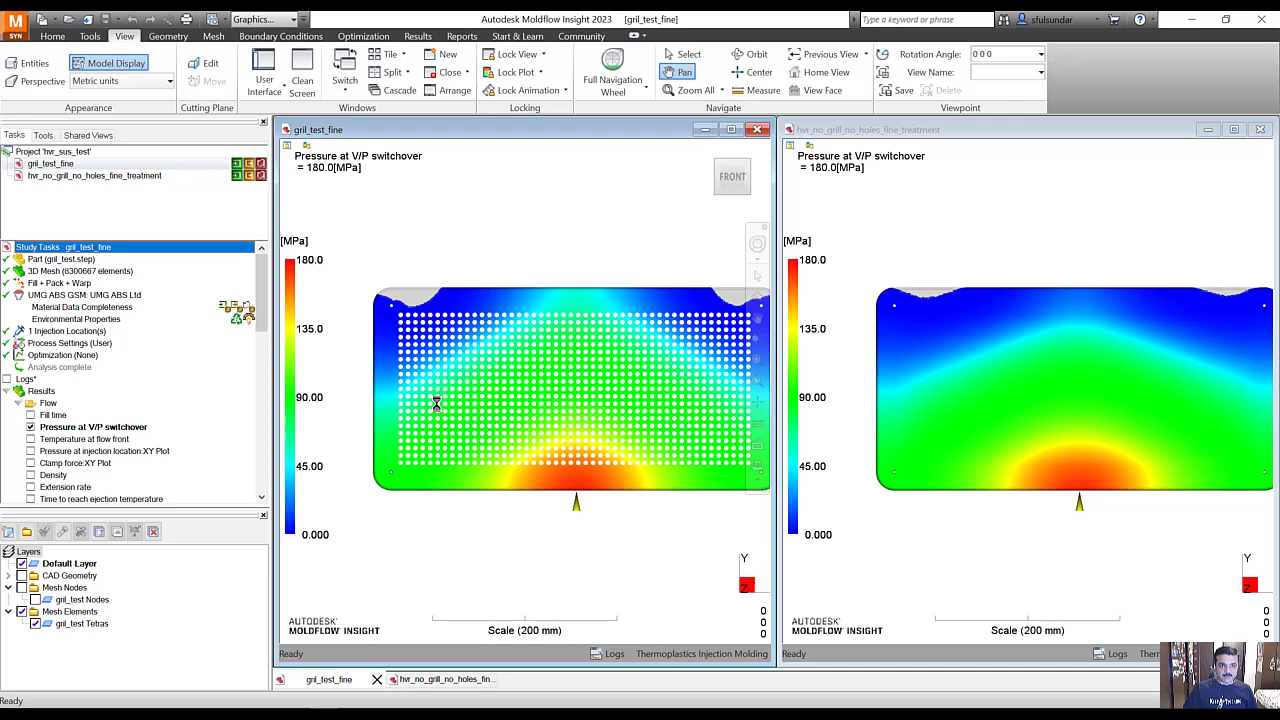 M
SYN
Graphics...
Autodesk Moldflow Insight 2023 [gril_test_fine]
Type a keyword or phrase
sfulsundar
Home Tools View Geometry Mesh Boundary Conditions Optimization Results Reports Start & Learn Community
Entities
Model Display
Perspective
Metric units
Appearance
Edit
Move
Cutting Plane
User Interface
Clean Screen
Switch
Tile
Split
Cascade
New
Close
Arrange
Windows
Lock View
Lock Plot
Lock Animation
Locking
Full Navigation Wheel
Select
Pan
Zoom All
Orbit
Center
Measure
Previous View
Home View
View Face
Navigate
Rotation Angle: 0 0 0
View Name:
Save
Delete
Viewpoint
Tasks Tools Shared Views
Project 'hvr_sus_test'
gril_test_fine
hvr_no_grill_no_holes_fine_treatment
Study Tasks : gril_test_fine
Part (gril_test.step)
3D Mesh (8300667 elements)
Fill + Pack + Warp
UMG ABS GSM: UMG ABS Ltd
Material Data Completeness
Environmental Properties
1 Injection Location(s)
Process Settings (User)
Optimization (None)
Analysis complete
Logs*
Results
Flow
Fill time
Pressure at V/P switchover
Temperature at flow front
Pressure at injection location:XY Plot
Clamp force:XY Plot
Density
Extension rate
Time to reach ejection temperature
Layers
Default Layer
CAD Geometry
Mesh Nodes
gril_test Nodes
Mesh Elements
gril_test Tetras
Ready
gril_test_fine
Pressure at V/P switchover
= 180.0[MPa]
FRONT
[MPa]
180.0
135.0
90.00
45.00
0.000
Y
Z
0
0
0
AUTODESK
MOLDFLOW INSIGHT
Scale (200 mm)
Ready
Logs
Thermoplastics Injection Molding
hvr_no_gril_no_holes_fine_treatment
Pressure at V/P switchover
= 180.0[MPa]
[MPa]
180.0
135.0
90.00
45.00
0.000
Y
Z
0
0
0
AUTODESK
MOLDFLOW INSIGHT
Scale (200 mm)
Ready
Logs
Therm
gril_test_fine
hvr_no_grill_no_holes_fin...